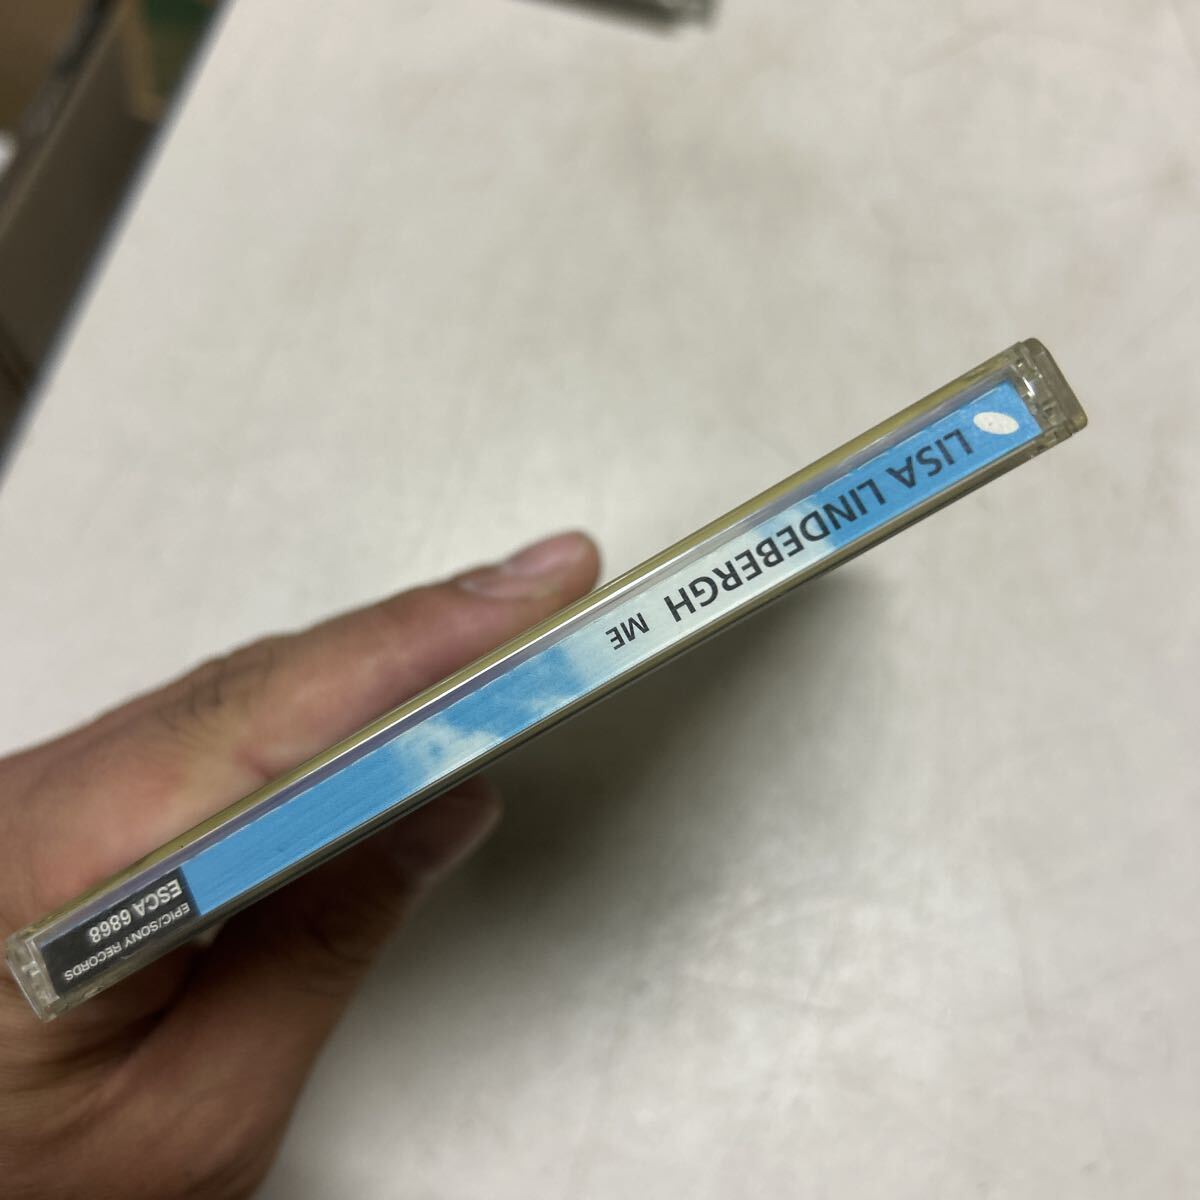 LISA LINDEBERGH ME
EPIC/SONY RECORDS
ESCA 6868